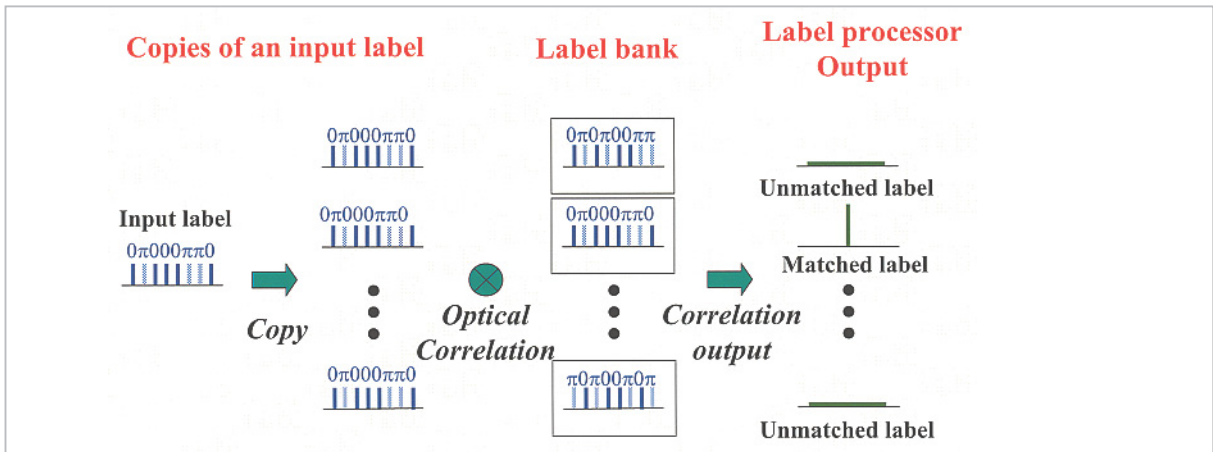 Copies of an input label
Label bank
Label processor
Output
0π000ππ0
0π0π00ππ
Unmatched label
Input label
0π000ππ0
0π000ππ0
0π000ππ0
Matched label
Copy
Optical
Correlation
Correlation
output
0π000ππ0
π0π00π0π
Unmatched label